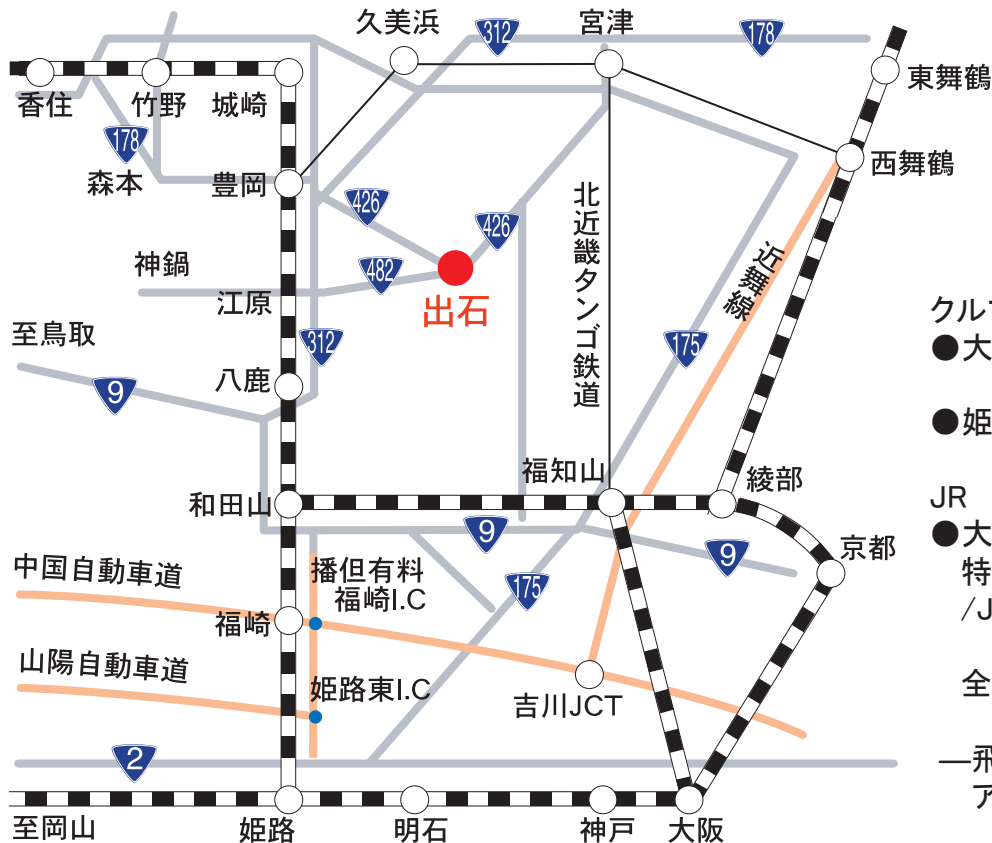 久美浜
宮津
312
178
東舞鶴
香住
竹野
城崎
178
森本
西舞鶴
豊岡
426
426
北近畿タンゴ鉄道
近舞線
神鍋
482
江原
出石
至鳥取
312
175
クル
●大
9
八鹿
●姫
福知山
綾部
和田山
JR
9
9
●大
京都
特
中国自動車道
播但有料
福崎I.C
175
/J
福崎
山陽自動車道
姫路東I.C
吉川JCT
全
2
―飛
ア
至岡山
姫路
明石
神戸
大阪